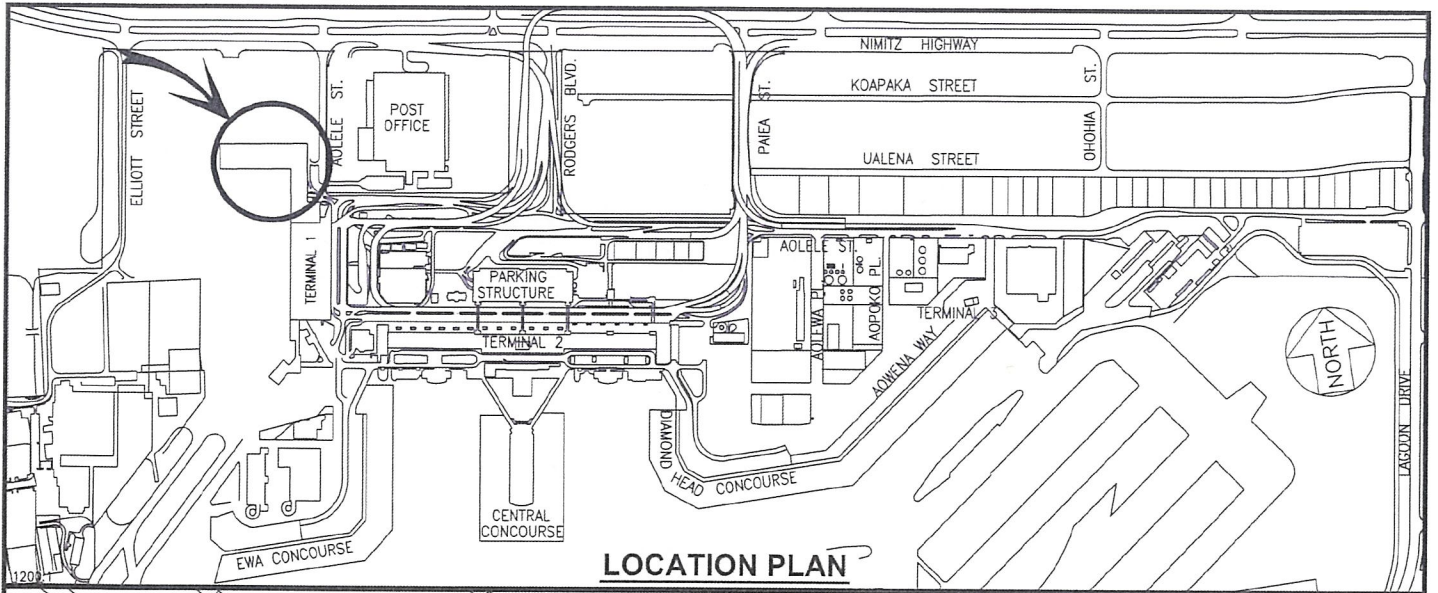 NIMITZ HIGHWAY
KOAPAKA STREET
UALENA STREET
ELLIOTT STREET
AOLELE ST.
POST
OFFICE
RODGERS BLVD.
PAIEA ST.
OHOHIA ST.
TERMINAL 1
PARKING
STRUCTURE
TERMINAL 2
AOLELE ST.
AOLEWA PL.
AOPOKO PL.
TERMINAL 3
AOWENA WAY
NORTH
LAGOON DRIVE
DIAMOND HEAD CONCOURSE
CENTRAL
CONCOURSE
EWA CONCOURSE
LOCATION PLAN